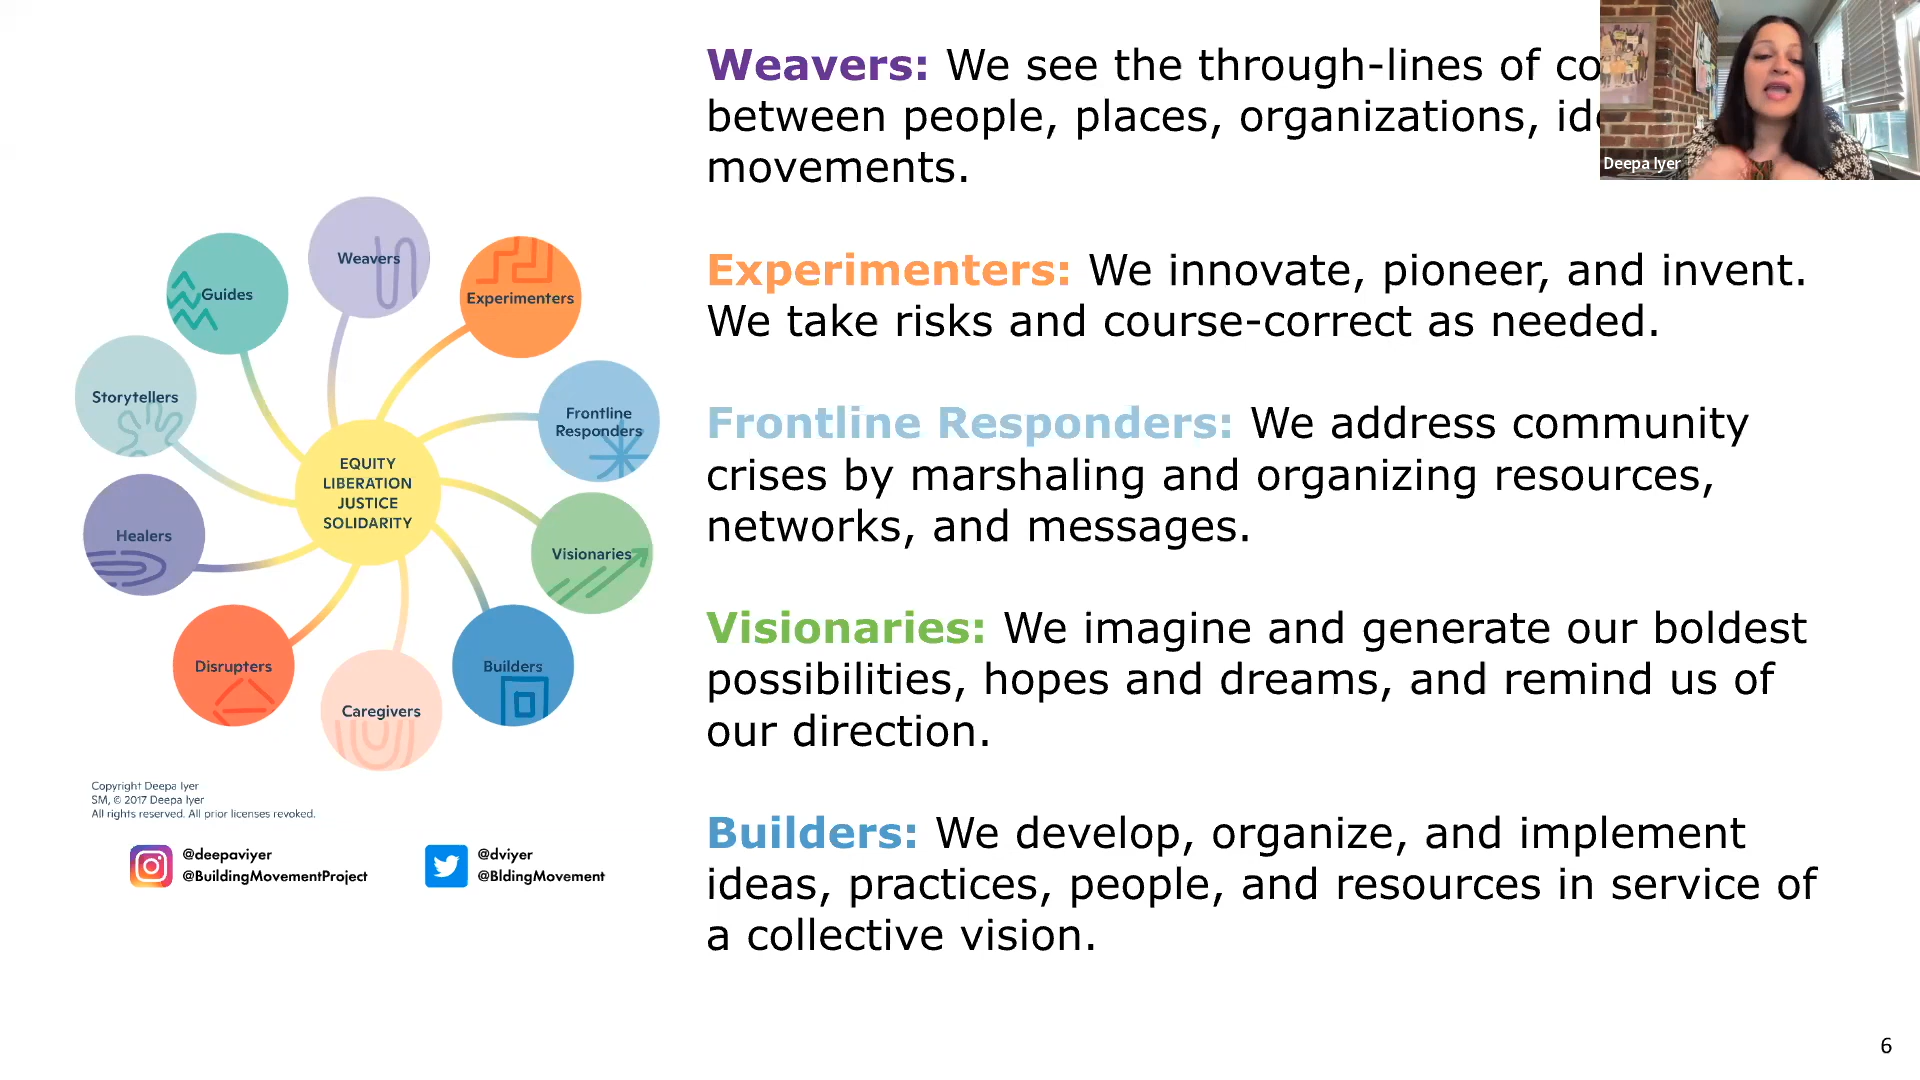 Weavers: We see the through-lines of
between people, places, organizations,
movements.
Experimenters: We innovate, pioneer, and invent.
We take risks and course-correct as needed.
Frontline Responders: We address community
crises by marshaling and organizing resources,
networks, and messages.
Visionaries: We imagine and generate our boldest
possibilities, hopes and dreams, and remind us of
our direction.
Builders: We develop, organize, and implement
ideas, practices, people, and resources in service of
a collective vision.
Deepa Iyer
Weavers
Guides
Experimenters
Storytellers
Frontline
Responders
EQUITY
LIBERATION
JUSTICE
SOLIDARITY
Healers
Visionaries
Disrupters
Builders
Caregivers
Copyright Deepa Iyer
SM, © 2017 Deepa Iyer
All rights reserved. All prior licenses revoked.
@deepaviyer
@BuildingMovementProject
@dviyer
@BldingMovement
6